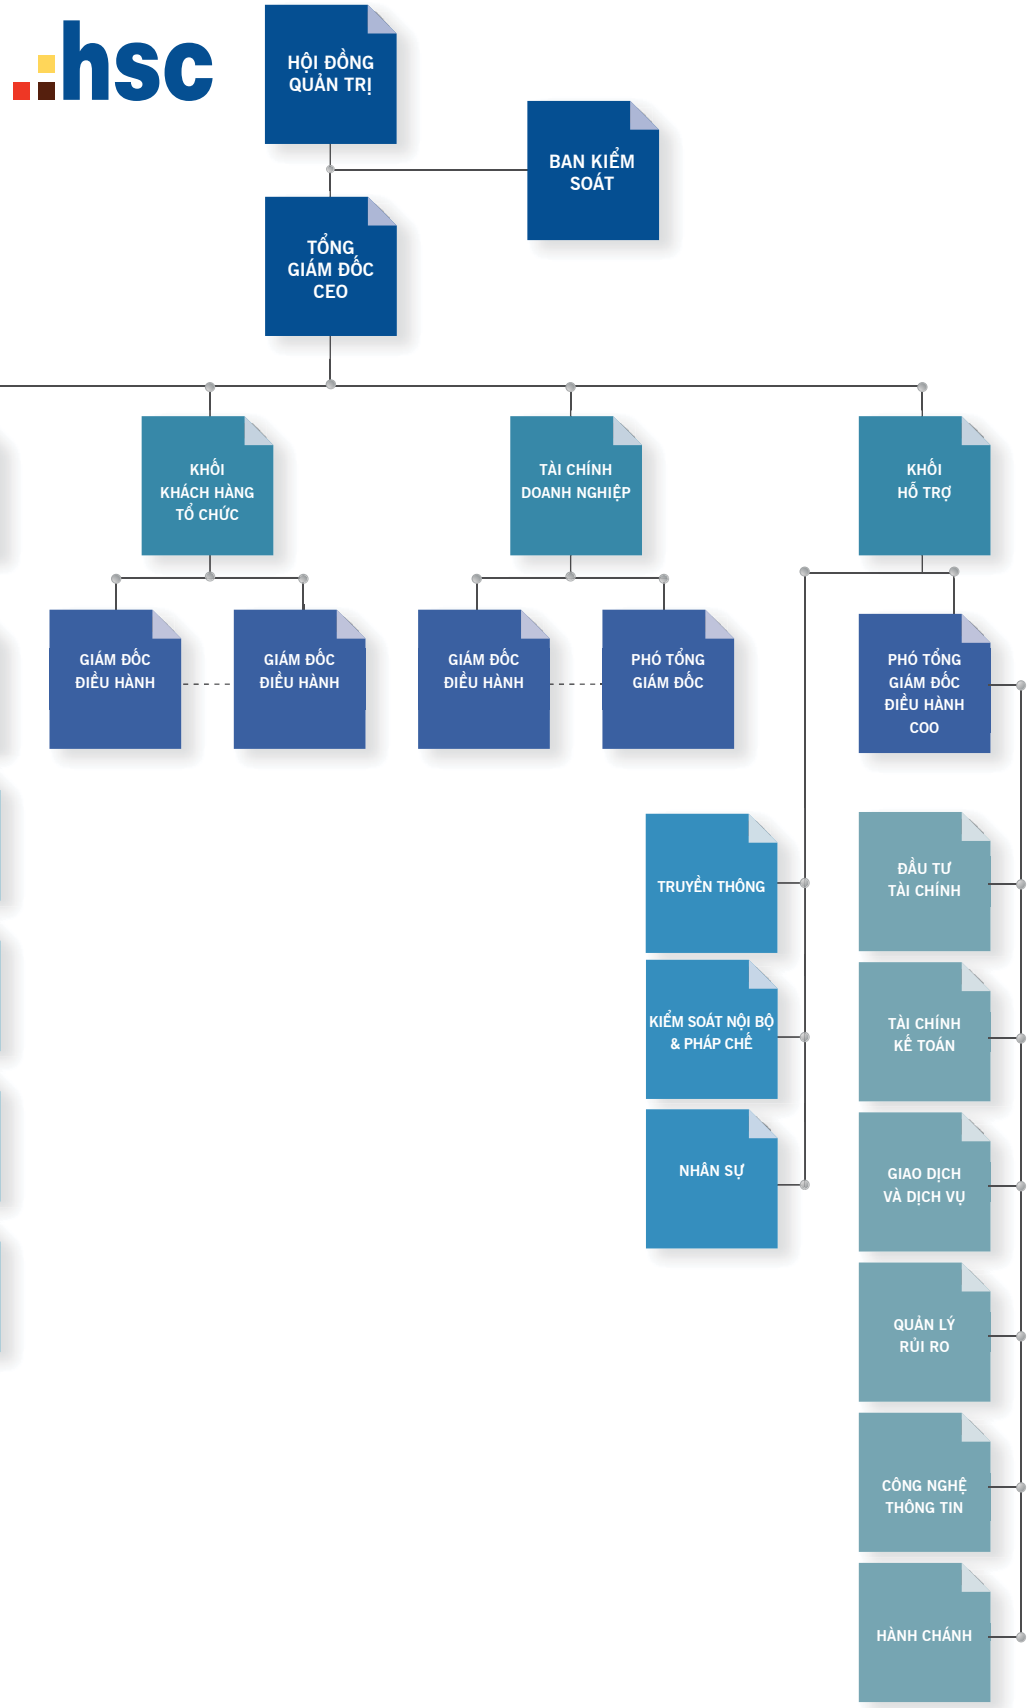 hsc
HỘI ĐỒNG
QUẢN TRỊ
BAN KIỂM
SOÁT
TỔNG
GIÁM ĐỐC
CEO
KHỐI
KHÁCH HÀNG
TỔ CHỨC
TÀI CHÍNH
DOANH NGHIỆP
KHỐI
HỖ TRỢ
GIÁM ĐỐC
ĐIỀU HÀNH
GIÁM ĐỐC
ĐIỀU HÀNH
GIÁM ĐỐC
ĐIỀU HÀNH
PHÓ TỔNG
GIÁM ĐỐC
PHÓ TỔNG
GIÁM ĐỐC
ĐIỀU HÀNH
COO
TRUYỀN THÔNG
KIỂM SOÁT NỘI BỘ
& PHÁP CHẾ
NHÂN SỰ
ĐẦU TƯ
TÀI CHÍNH
TÀI CHÍNH
KẾ TOÁN
GIAO DỊCH
VÀ DỊCH VỤ
QUẢN LÝ
RỦI RO
CÔNG NGHỆ
THÔNG TIN
HÀNH CHÁNH